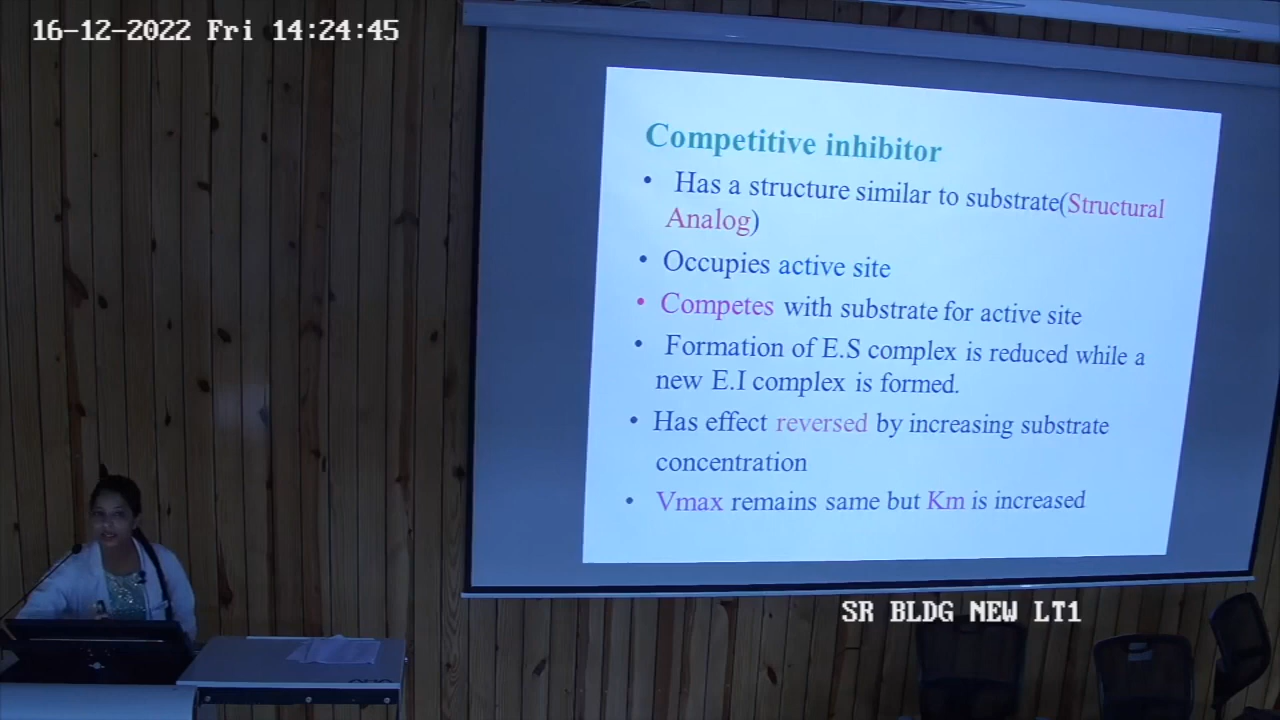 16-12-2022 Fri 14:24:45
Competitive inhibitor
• Has a structure similar to substrate(Structural
Analog)
• Occupies active site
• Competes with substrate for active site
• Formation of E.S complex is reduced while a
new E.I complex is formed.
• Has effect reversed by increasing substrate
concentration
• Vmax remains same but Km is increased
SR BLDG NEW LT1